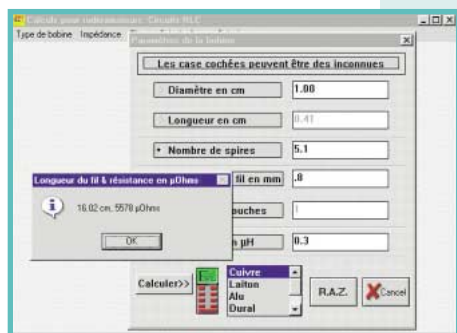 Calculs pour radioamateurs: Circuits RLC
Type de bobine Impédance
Paramètres de la bobine
Les case cochées peuvent être des inconnues
Diamètre en cm 1.00
Longueur en cm 0.41
• Nombre de spires 5.1
fil en mm .8
Longueur du fil & résistance en µOhms
16.02 cm, 5578 µOhms
ouches 1
OK
n µH 0.3
Calculer>>
Cuivre
Laiton
Alu
Dural
R.A.Z.
Cancel